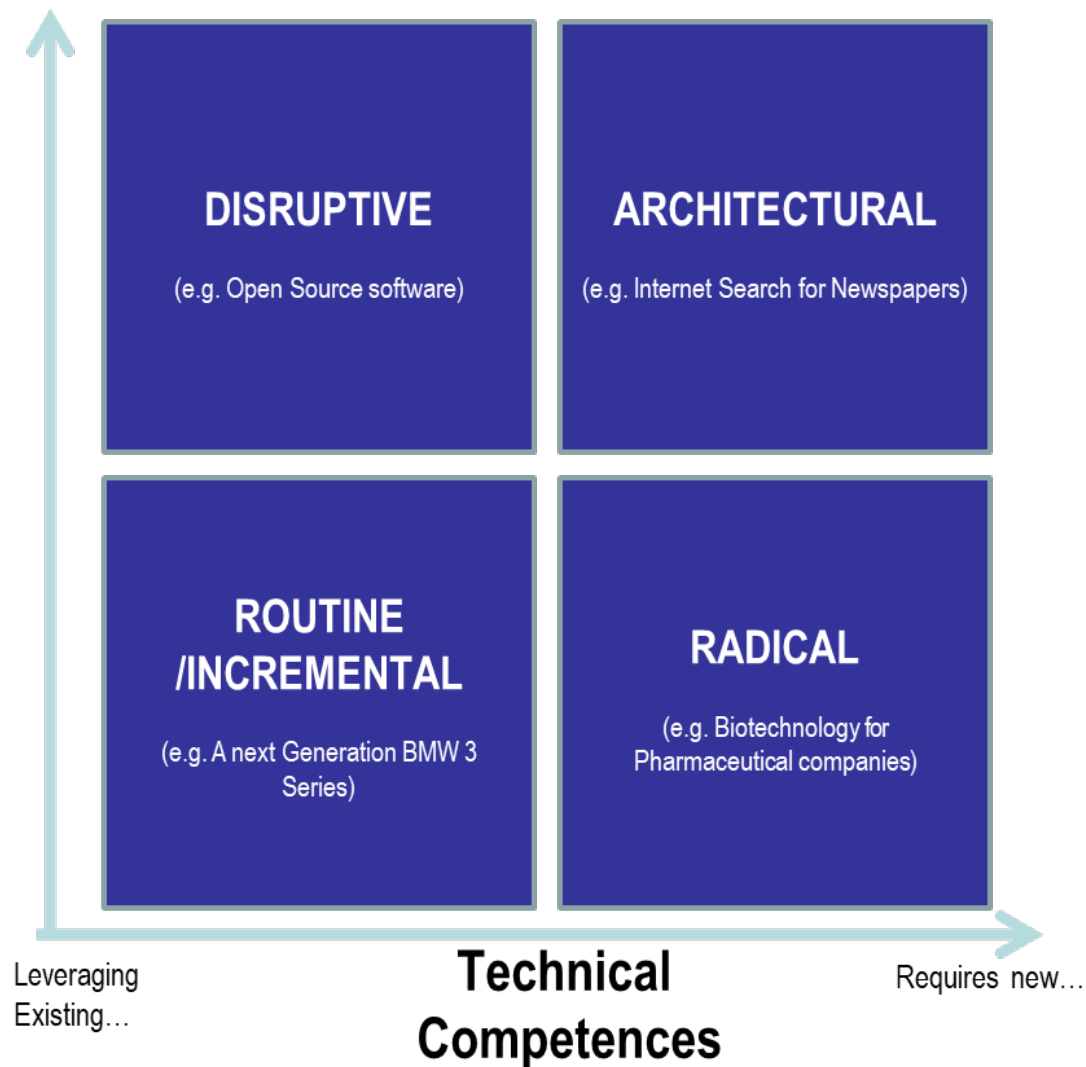 DISRUPTIVE
(e.g. Open Source software)
ARCHITECTURAL
(e.g. Internet Search for Newspapers)
ROUTINE
/INCREMENTAL
(e.g. A next Generation BMW 3
Series)
RADICAL
(e.g. Biotechnology for
Pharmaceutical companies)
Leveraging
Existing…
Technical
Competences
Requires new…